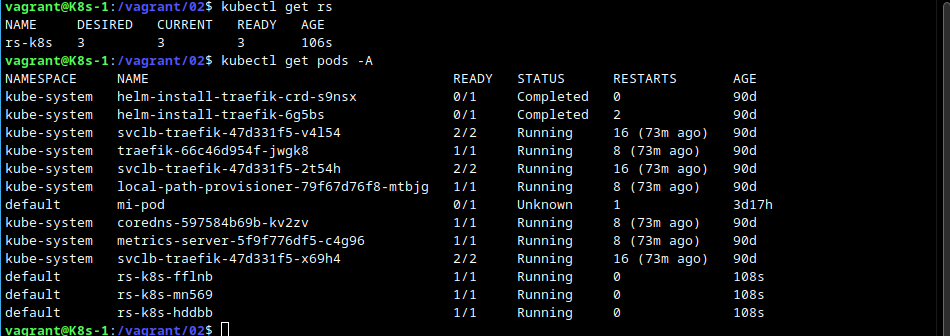 vagrant@K8s-1:/vagrant/02$ kubectl get rs
NAME     DESIRED   CURRENT   READY   AGE
rs-k8s   3         3         3       106s
vagrant@K8s-1:/vagrant/02$ kubectl get pods -A
NAMESPACE     NAME                                      READY   STATUS      RESTARTS       AGE
kube-system   helm-install-traefik-crd-s9nsx            0/1     Completed   0              90d
kube-system   helm-install-traefik-6g5bs                0/1     Completed   2              90d
kube-system   svclb-traefik-47d331f5-v4l54              2/2     Running     16 (73m ago)   90d
kube-system   traefik-66c46d954f-jwgk8                  1/1     Running     8 (73m ago)    90d
kube-system   svclb-traefik-47d331f5-2t54h              2/2     Running     16 (73m ago)   90d
kube-system   local-path-provisioner-79f67d76f8-mtbjg   1/1     Running     8 (73m ago)    90d
default       mi-pod                                    0/1     Unknown     1              3d17h
kube-system   coredns-597584b69b-kv2zv                  1/1     Running     8 (73m ago)    90d
kube-system   metrics-server-5f9f776df5-c4g96           1/1     Running     8 (73m ago)    90d
kube-system   svclb-traefik-47d331f5-x69h4              2/2     Running     16 (73m ago)   90d
default       rs-k8s-fflnb                              1/1     Running     0              108s
default       rs-k8s-mn569                              1/1     Running     0              108s
default       rs-k8s-hddbb                              1/1     Running     0              108s
vagrant@K8s-1:/vagrant/02$